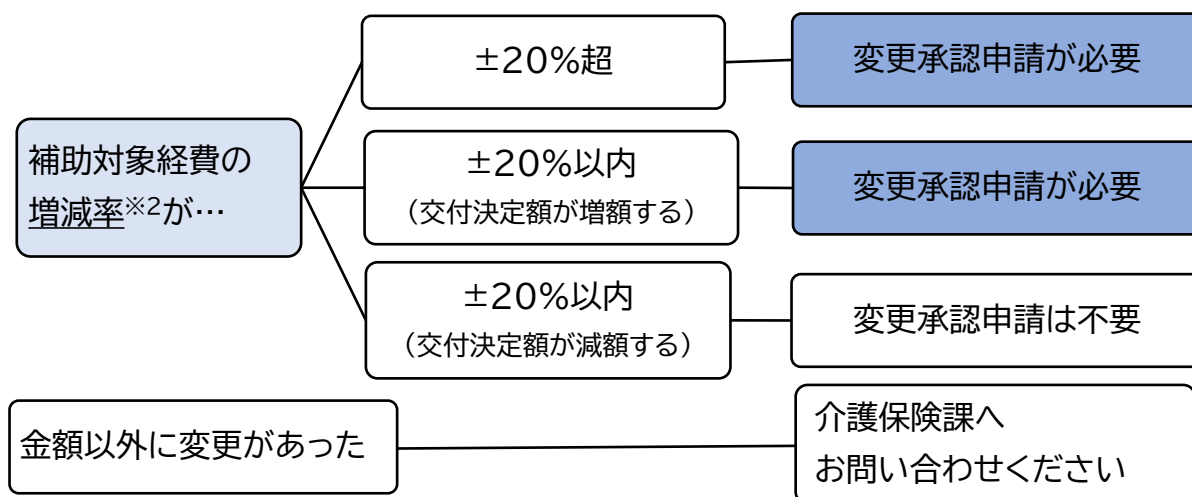 ±20%超
変更承認申請が必要
補助対象経費の
増減率※2が…
±20%以内
（交付決定額が増額する）
変更承認申請が必要
±20%以内
（交付決定額が減額する）
変更承認申請は不要
金額以外に変更があった
介護保険課へ
お問い合わせください